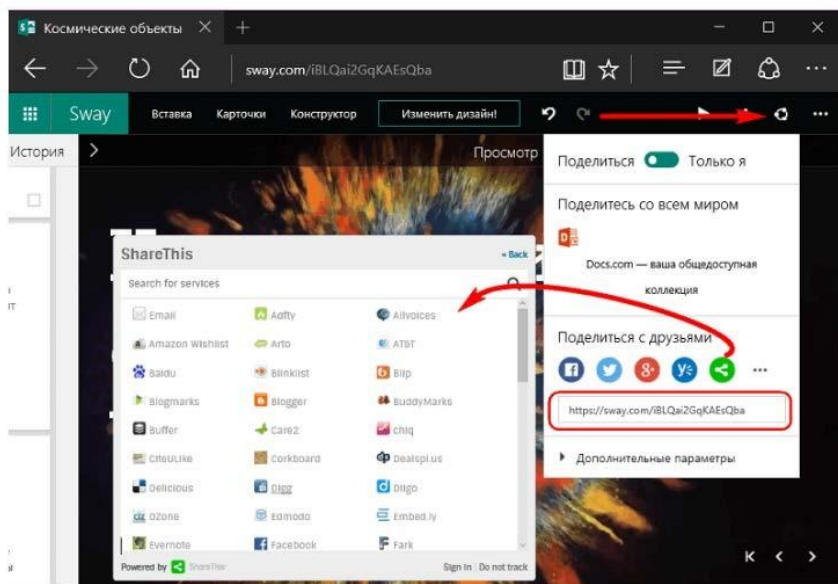 Космические объекты
sway.com/iBLQai2GqKAEsQba
Sway Вставка Карточки Конструктор Изменить дизайн!
История
Просмотр
Поделиться Только я
Поделитесь со всем миром
Docs.com — ваша общедоступная
коллекция
Поделиться с друзьями
https://sway.com/iBLQai2GqKAEsQba
Дополнительные параметры
ShareThis « Back
Search for services
Email Adfty Allvoices
Amazon Wishlist Arto AT&T
Baidu Blinklist Blip
Blogmarks Blogger BuddyMarks
Buffer Care2 chiq
CiteULike Corkboard Dealspl.us
Delicious Digg Diigo
DZone Edmodo Embed.ly
Evernote Facebook Fark
Powered by ShareThis Sign In Do not track